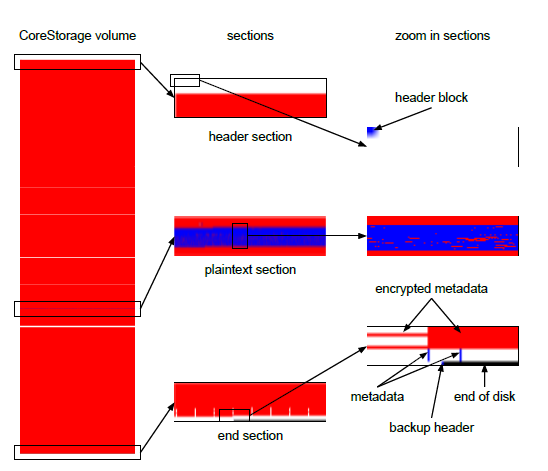 CoreStorage volume
sections
zoom in sections
header block
header section
plaintext section
encrypted metadata
metadata
end of disk
backup header
end section